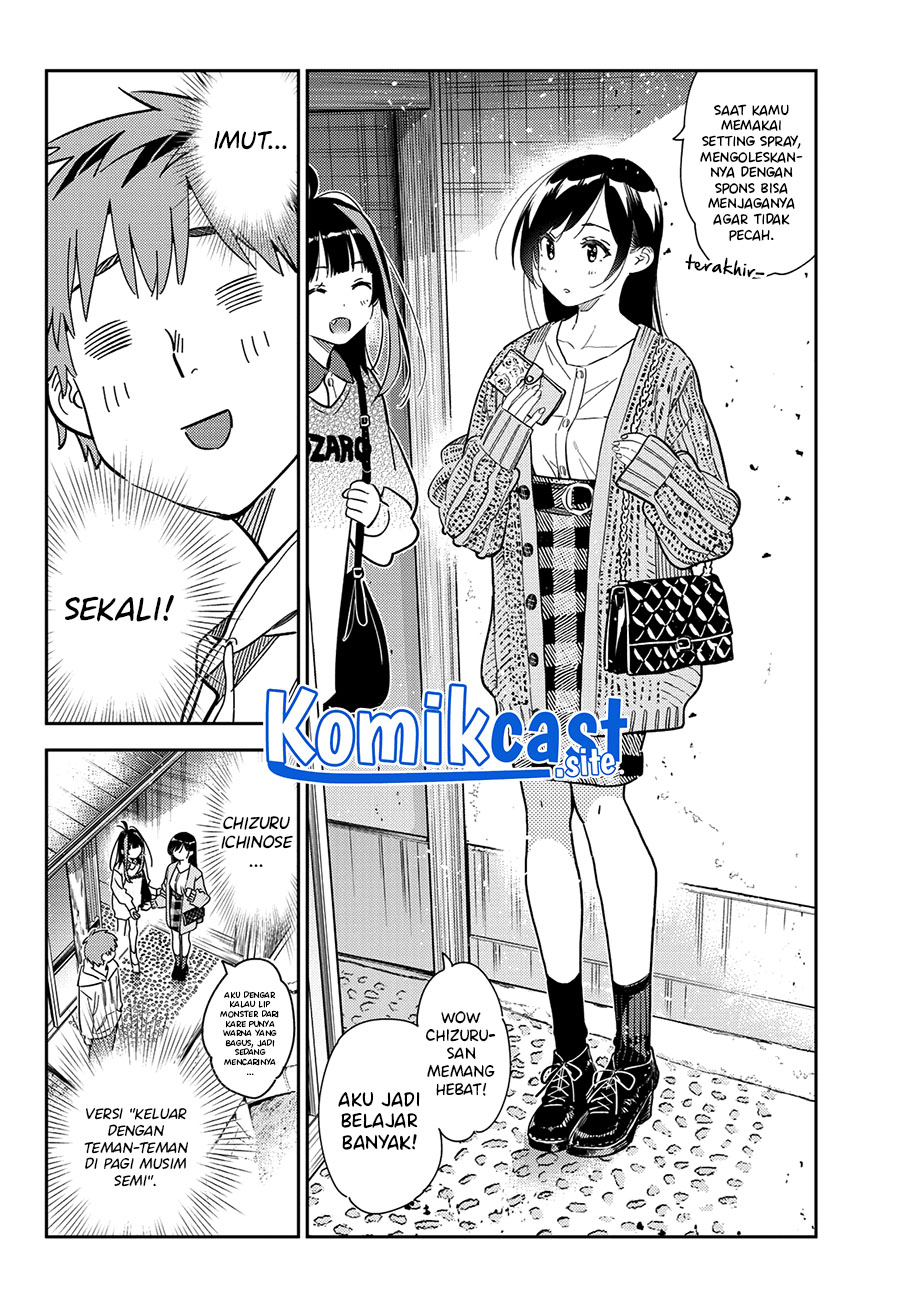 SAAT KAMU
MEMAKAI
SETTING SPRAY,
MENGOLESKAN-
NYA DENGAN
SPONS BISA
MENJAGANYA
AGAR TIDAK
PECAH.
terakhir_
OZARO
WOW
CHIZURU-
SAN
MEMANG
HEBAT!
AKU JADI
BELAJAR
BANYAK!
IMUT...
SEKALI!
Komikcast
.site
CHIZURU
ICHINOSE
...
AKU DENGAR
KALAU LIP
MONSTER DARI
KARE PUNYA
WARNA YANG
BAGUS, JADI
SEDANG
MENCARINYA
...
VERSI "KELUAR
DENGAN
TEMAN-TEMAN
DI PAGI MUSIM
SEMI".